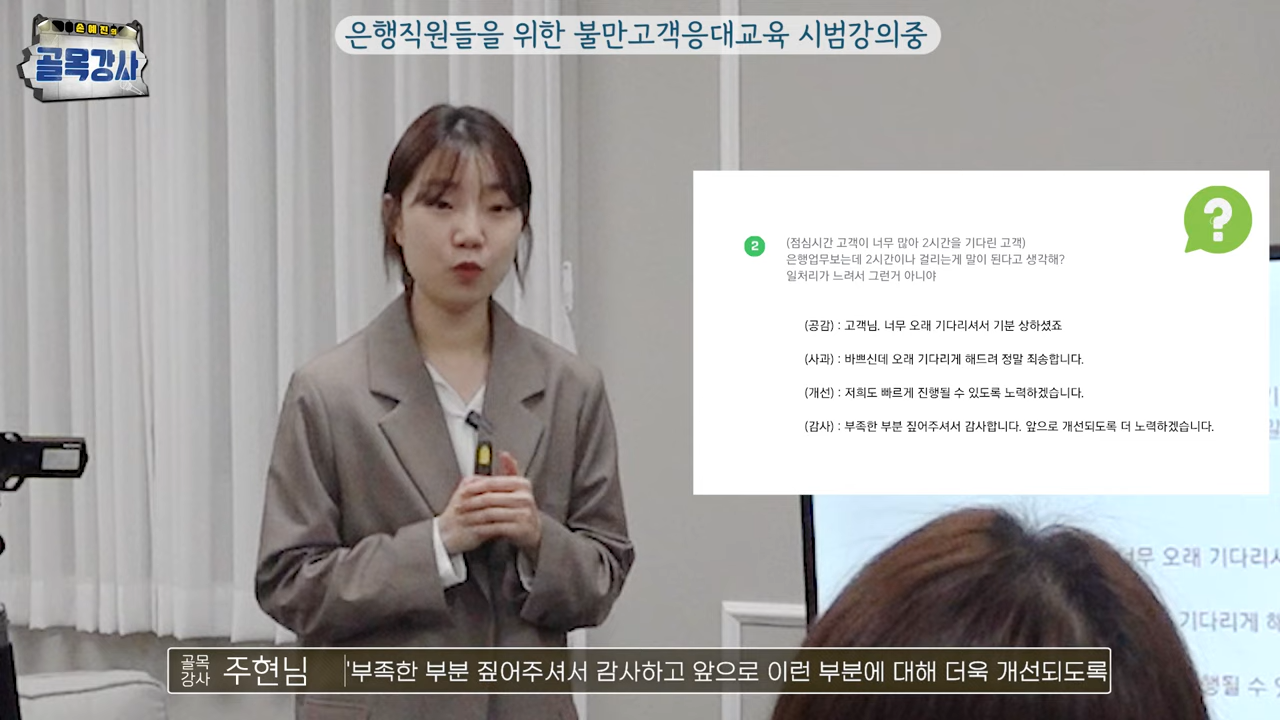 손혜진의
골목강사
은행직원들을 위한 불만고객응대교육 시범강의중
2
(점심시간 고객이 너무 많아 2시간을 기다린 고객)
은행업무보는데 2시간이나 걸리는게 말이 된다고 생각해?
일처리가 느려서 그런거 아니야
(공감) : 고객님. 너무 오래 기다리셔서 기분 상하셨죠
(사과) : 바쁘신데 오래 기다리게 해드려 정말 죄송합니다.
(개선) : 저희도 빠르게 진행될 수 있도록 노력하겠습니다.
(감사) : 부족한 부분 짚어주셔서 감사합니다. 앞으로 개선되도록 더 노력하겠습니다.
?
너무 오래 기다리시
기다리게 해
행될 수 있
골목
강사
주현님
'부족한 부분 짚어주셔서 감사하고 앞으로 이런 부분에 대해 더욱 개선되도록